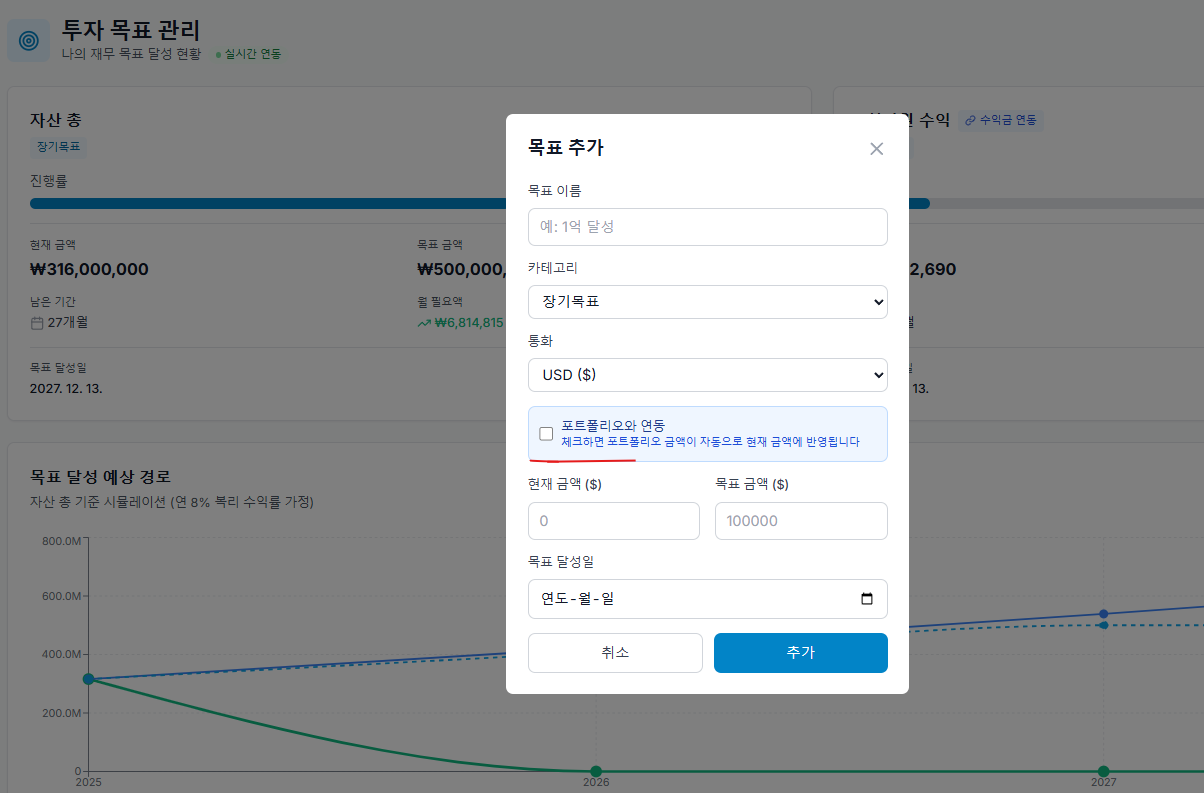 투자 목표 관리
나의 재무 목표 달성 현황
실시간 연동
자산 총
장기목표
진행률
현재 금액
₩316,000,000
목표 금액
₩500,000,
남은 기간
27개월
월 필요액
₩6,814,815
목표 달성일
2027. 12. 13.
수익
수익금 연동
2,690
13.
목표 추가
목표 이름
예: 1억 달성
카테고리
장기목표
통화
USD ($)
포트폴리오와 연동
체크하면 포트폴리오 금액이 자동으로 현재 금액에 반영됩니다
현재 금액 ($)
목표 금액 ($)
0
100000
목표 달성일
연도-월-일
취소
추가
목표 달성 예상 경로
자산 총 기준 시뮬레이션 (연 8% 복리 수익률 가정)
800.0M
600.0M
400.0M
200.0M
0
2025
2026
2027